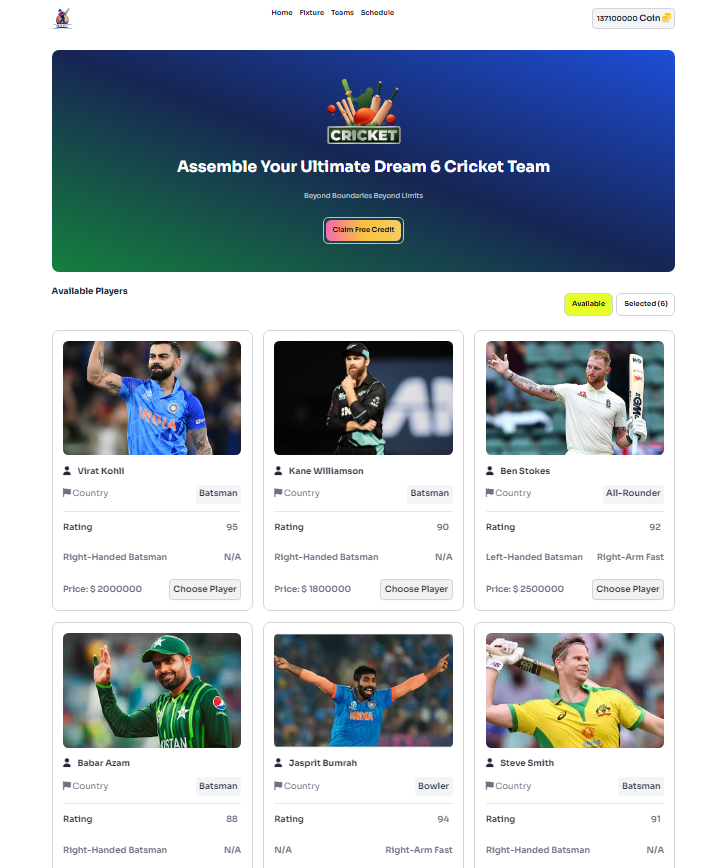 Home Fixture Teams Schedule
137100000 Coin
CRICKET
Assemble Your Ultimate Dream 6 Cricket Team
Beyond Boundaries Beyond Limits
Claim Free Credit
Available Players
Available Selected (6)
INDIA
Virat Kohli
Country Batsman
Rating 95
Right-Handed Batsman N/A
Price: $ 2000000 Choose Player
Kane Williamson
Country Batsman
Rating 90
Right-Handed Batsman N/A
Price: $ 1800000 Choose Player
Ben Stokes
Country All-Rounder
Rating 92
Left-Handed Batsman Right-Arm Fast
Price: $ 2500000 Choose Player
Babar Azam
Country Batsman
Rating 88
Right-Handed Batsman N/A
INDIA
Jasprit Bumrah
Country Bowler
Rating 94
N/A Right-Arm Fast
Steve Smith
Country Batsman
Rating 91
Right-Handed Batsman N/A